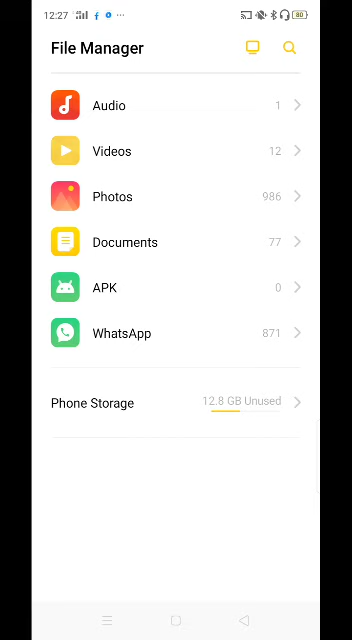 12:27
80
File Manager
Audio 1
Videos 12
Photos 986
Documents 77
APK 0
WhatsApp 871
Phone Storage 12.8 GB Unused